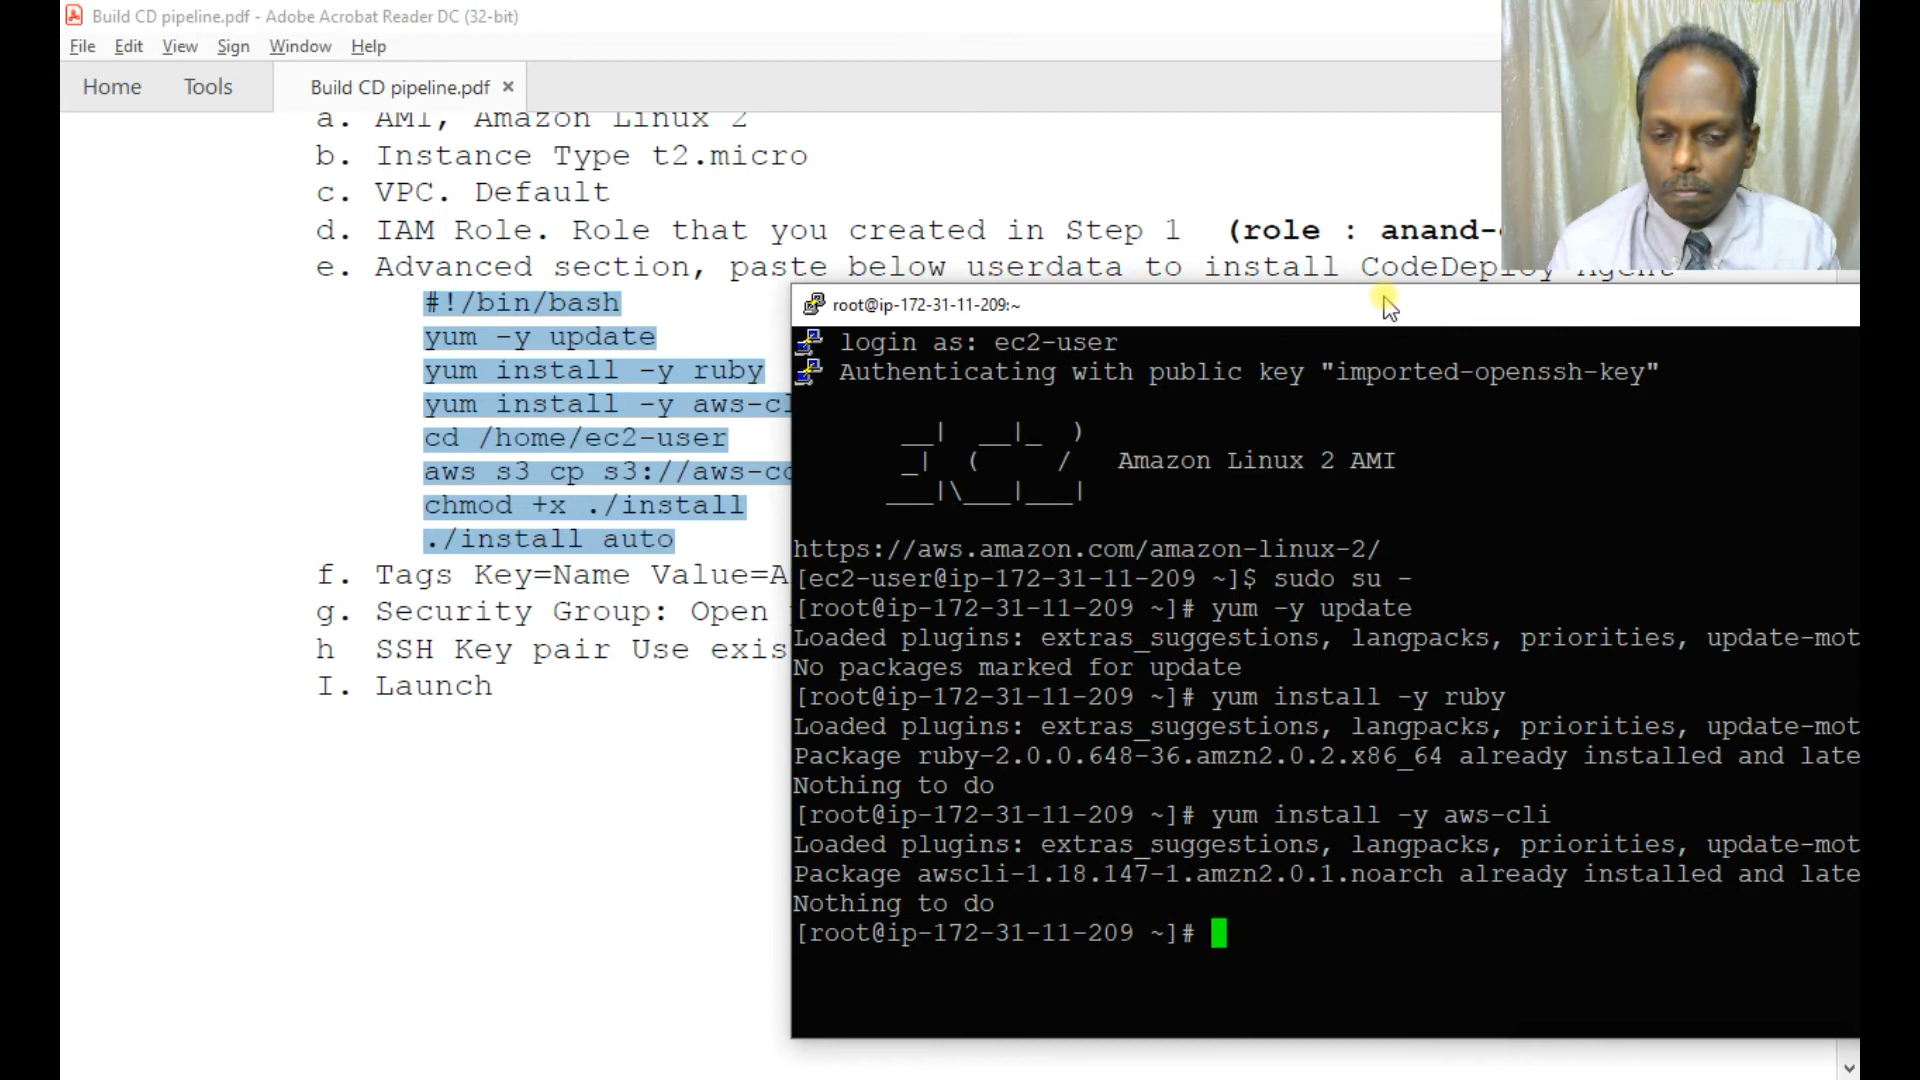 Build CD pipeline.pdf - Adobe Acrobat Reader DC (32-bit)
File Edit View Sign Window Help
Home Tools Build CD pipeline.pdf ×
a. AMI, Amazon Linux 2
b. Instance Type t2.micro
c. VPC. Default
d. IAM Role. Role that you created in Step 1 (role : anand-
e. Advanced section, paste below userdata to install CodeDeploy Agent
#!/bin/bash
yum -y update
yum install -y ruby
yum install -y aws-cl
cd /home/ec2-user
aws s3 cp s3://aws-co
chmod +x ./install
./install auto
f. Tags Key=Name Value=A
g. Security Group: Open
h SSH Key pair Use exis
I. Launch
root@ip-172-31-11-209:~
login as: ec2-user
Authenticating with public key "imported-openssh-key"
__| __|_ )
_| ( / Amazon Linux 2 AMI
___|\___|___|
https://aws.amazon.com/amazon-linux-2/
[ec2-user@ip-172-31-11-209 ~]$ sudo su -
[root@ip-172-31-11-209 ~]# yum -y update
Loaded plugins: extras_suggestions, langpacks, priorities, update-mot
No packages marked for update
[root@ip-172-31-11-209 ~]# yum install -y ruby
Loaded plugins: extras_suggestions, langpacks, priorities, update-mot
Package ruby-2.0.0.648-36.amzn2.0.2.x86_64 already installed and late
Nothing to do
[root@ip-172-31-11-209 ~]# yum install -y aws-cli
Loaded plugins: extras_suggestions, langpacks, priorities, update-mot
Package awscli-1.18.147-1.amzn2.0.1.noarch already installed and late
Nothing to do
[root@ip-172-31-11-209 ~]#